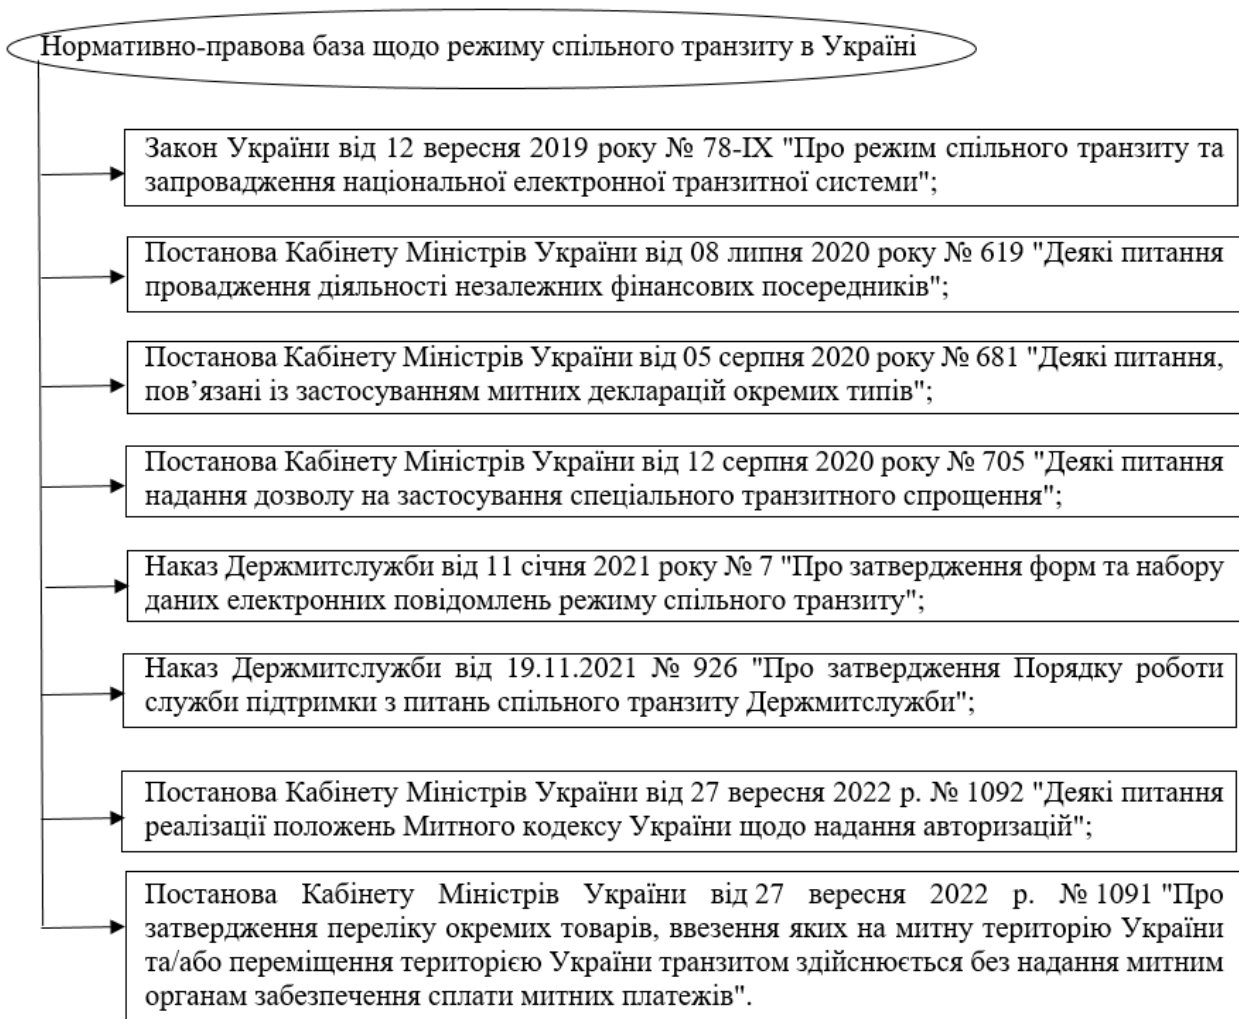 Нормативно-правова база щодо режиму спільного транзиту в Україні
Закон України від 12 вересня 2019 року № 78-IX "Про режим спільного транзиту та
запровадження національної електронної транзитної системи";
Постанова Кабінету Міністрів України від 08 липня 2020 року № 619 "Деякі питання
провадження діяльності незалежних фінансових посередників";
Постанова Кабінету Міністрів України від 05 серпня 2020 року № 681 "Деякі питання,
пов’язані із застосуванням митних декларацій окремих типів";
Постанова Кабінету Міністрів України від 12 серпня 2020 року № 705 "Деякі питання
надання дозволу на застосування спеціального транзитного спрощення";
Наказ Держмитслужби від 11 січня 2021 року № 7 "Про затвердження форм та набору
даних електронних повідомлень режиму спільного транзиту";
Наказ Держмитслужби від 19.11.2021 № 926 "Про затвердження Порядку роботи
служби підтримки з питань спільного транзиту Держмитслужби";
Постанова Кабінету Міністрів України від 27 вересня 2022 р. № 1092 "Деякі питання
реалізації положень Митного кодексу України щодо надання авторизацій";
Постанова Кабінету Міністрів України від 27 вересня 2022 р. № 1091 "Про
затвердження переліку окремих товарів, ввезення яких на митну територію України
та/або переміщення територією України транзитом здійснюється без надання митним
органам забезпечення сплати митних платежів".